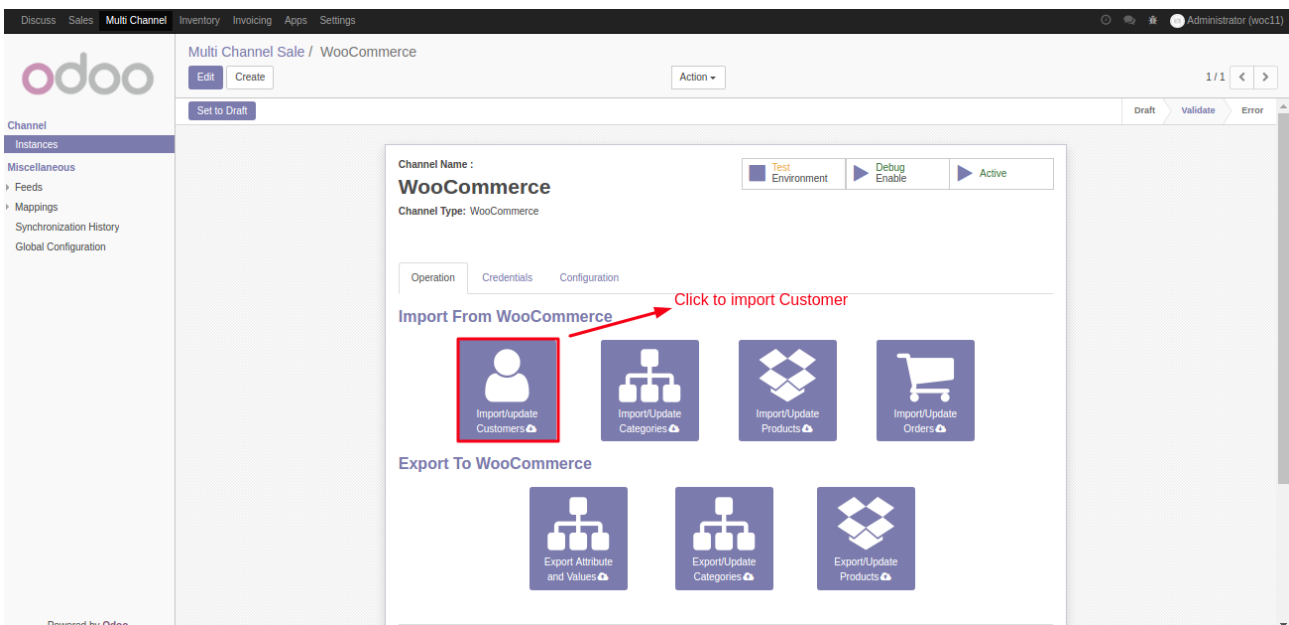 Discuss Sales Multi Channel Inventory Invoicing Apps Settings Administrator (woc11)
odoo
Multi Channel Sale / WooCommerce
Edit Create Action 1 / 1
Set to Draft Draft Validate Error
Channel
Instances
Miscellaneous
Feeds
Mappings
Synchronization History
Global Configuration
Powered by Odoo
Channel Name :
WooCommerce
Channel Type: WooCommerce
Test
Environment
Debug
Enable
Active
Operation Credentials Configuration
Click to import Customer
Import From WooCommerce
Import/update
Customers
Import/Update
Categories
Import/Update
Products
Import/Update
Orders
Export To WooCommerce
Export Attribute
and Values
Export/Update
Categories
Export/Update
Products